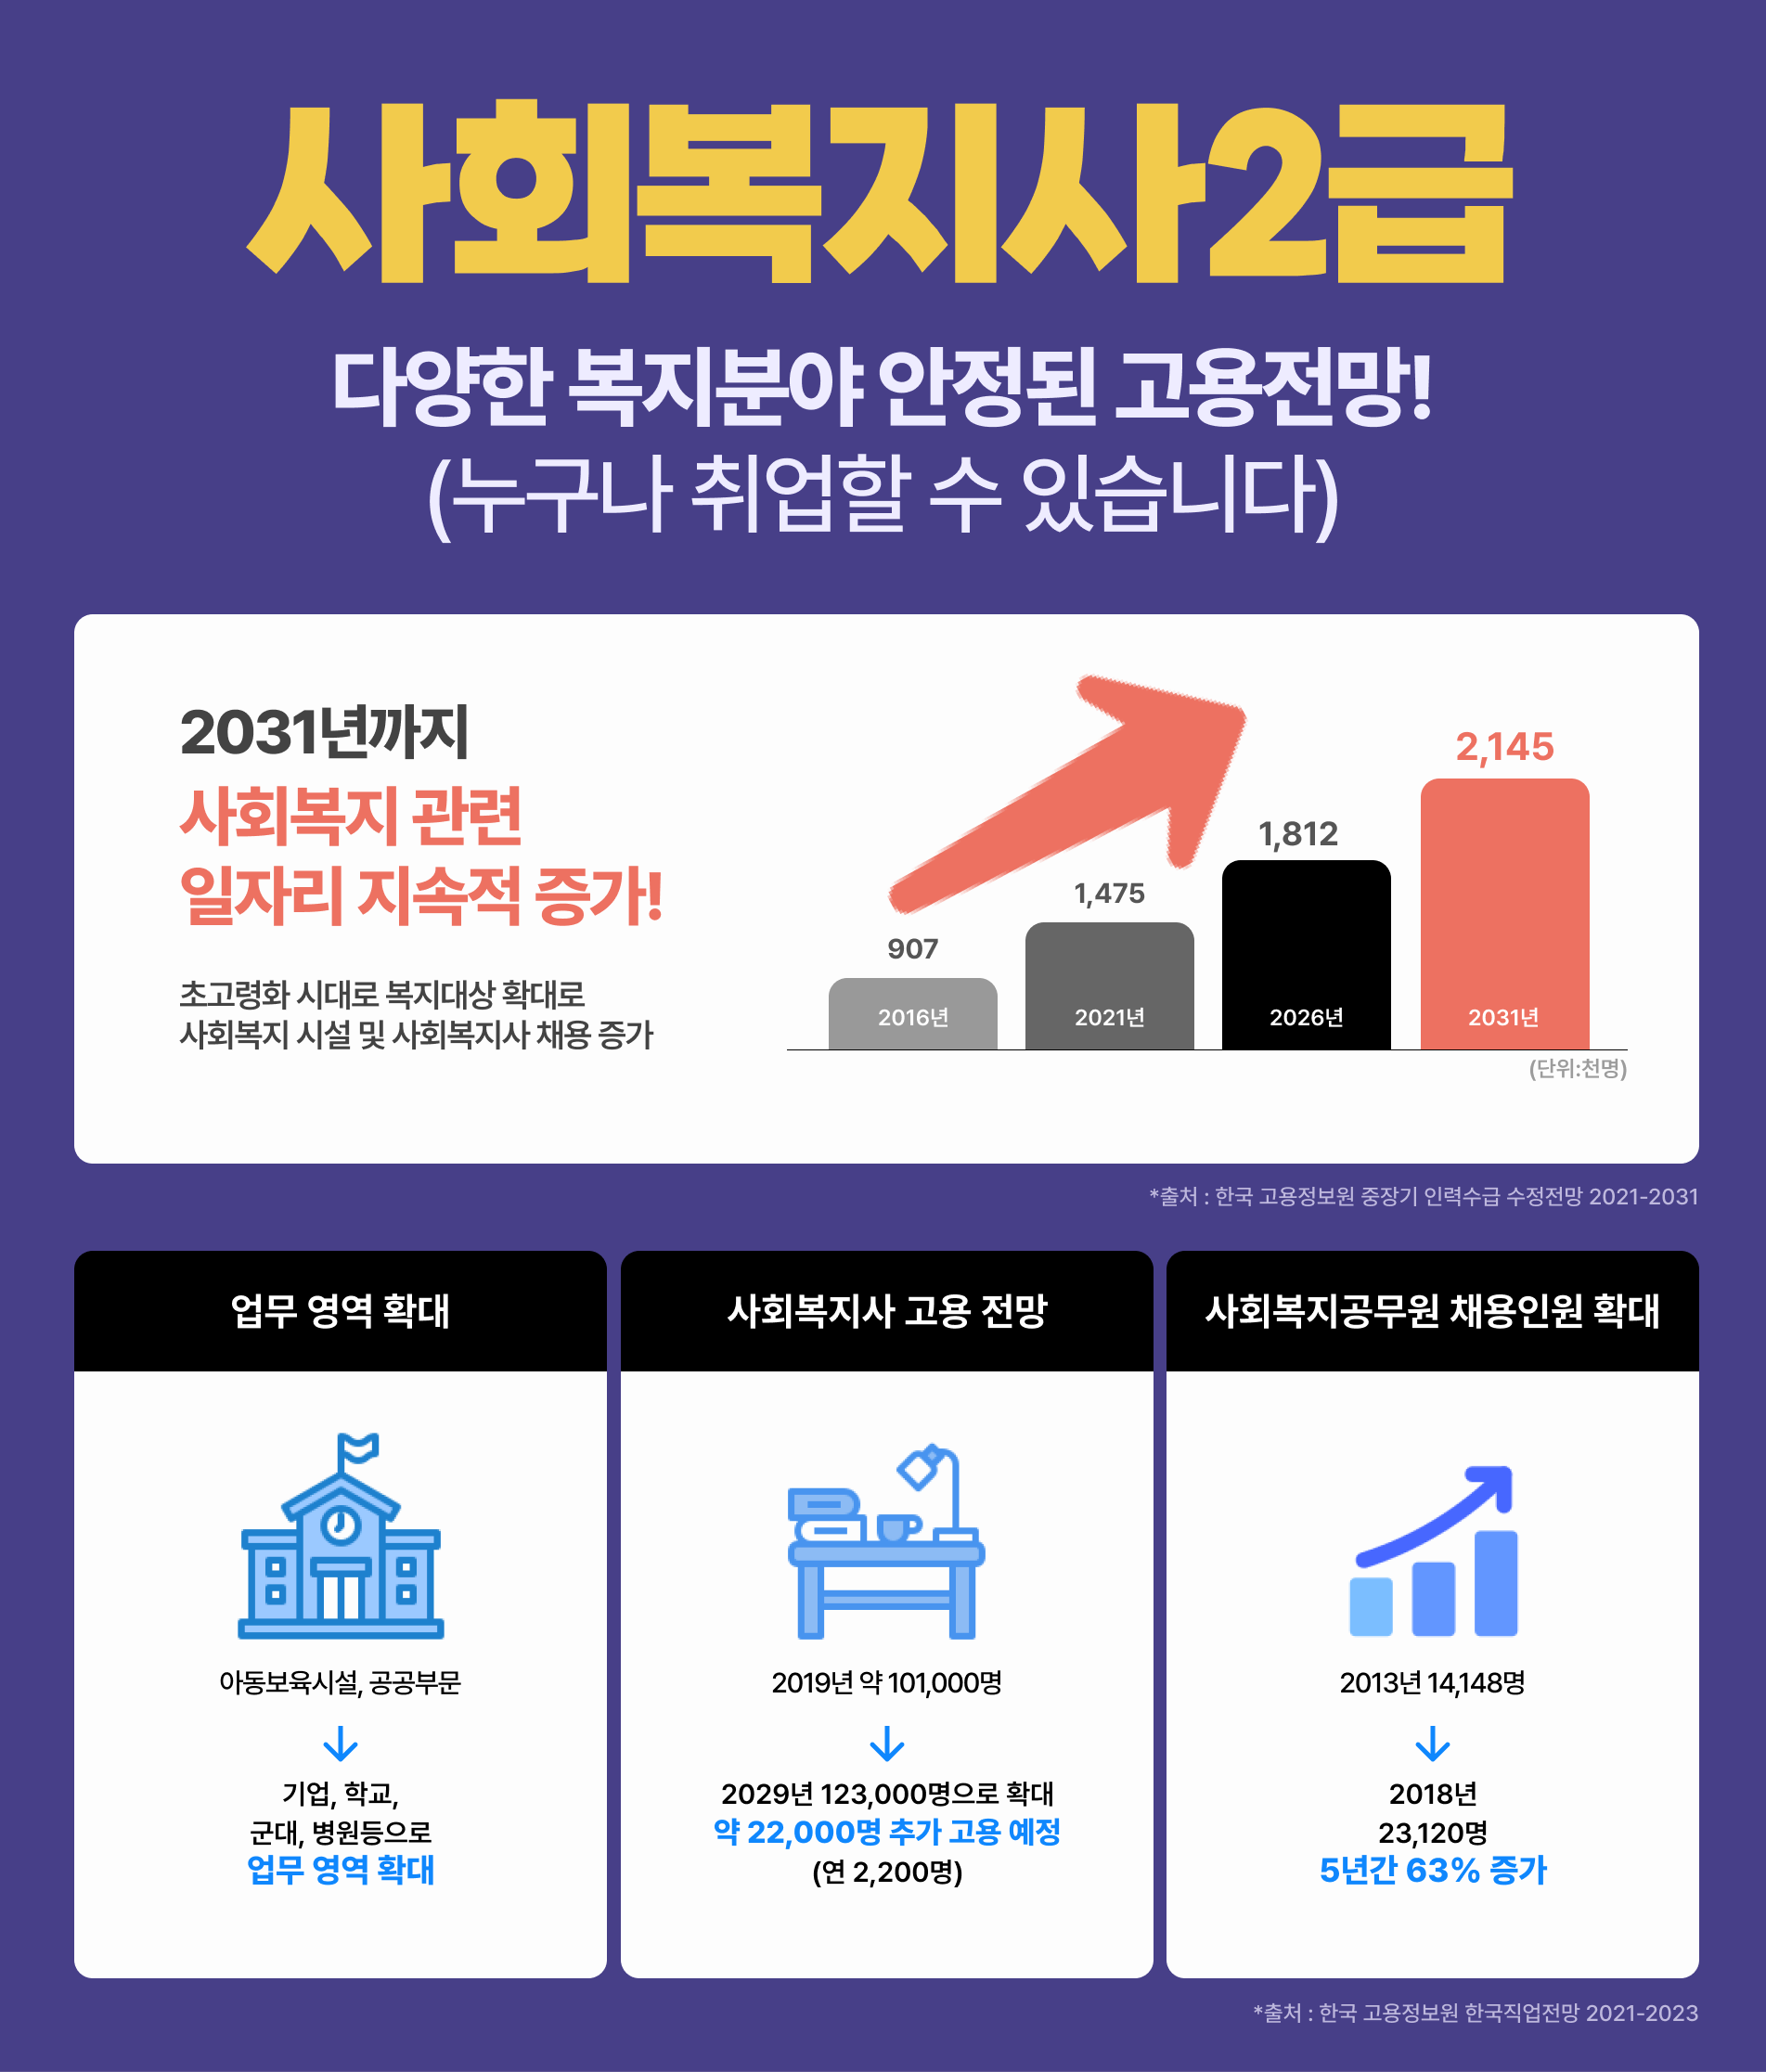 사회복지사2급
다양한 복지분야 안정된 고용전망!
(누구나 취업할 수 있습니다)
2031년까지
사회복지 관련
일자리 지속적 증가!
초고령화 시대로 복지대상 확대로
사회복지 시설 및 사회복지사 채용 증가
907
1,475
1,812
2,145
2016년
2021년
2026년
2031년
(단위:천명)
*출처 : 한국 고용정보원 중장기 인력수급 수정전망 2021-2031
업무 영역 확대
아동보육시설, 공공부문
기업, 학교,
군대, 병원등으로
업무 영역 확대
사회복지사 고용 전망
2019년 약 101,000명
2029년 123,000명으로 확대
약 22,000명 추가 고용 예정
(연 2,200명)
사회복지공무원 채용인원 확대
2013년 14,148명
2018년
23,120명
5년간 63% 증가
*출처 : 한국 고용정보원 한국직업전망 2021-2023